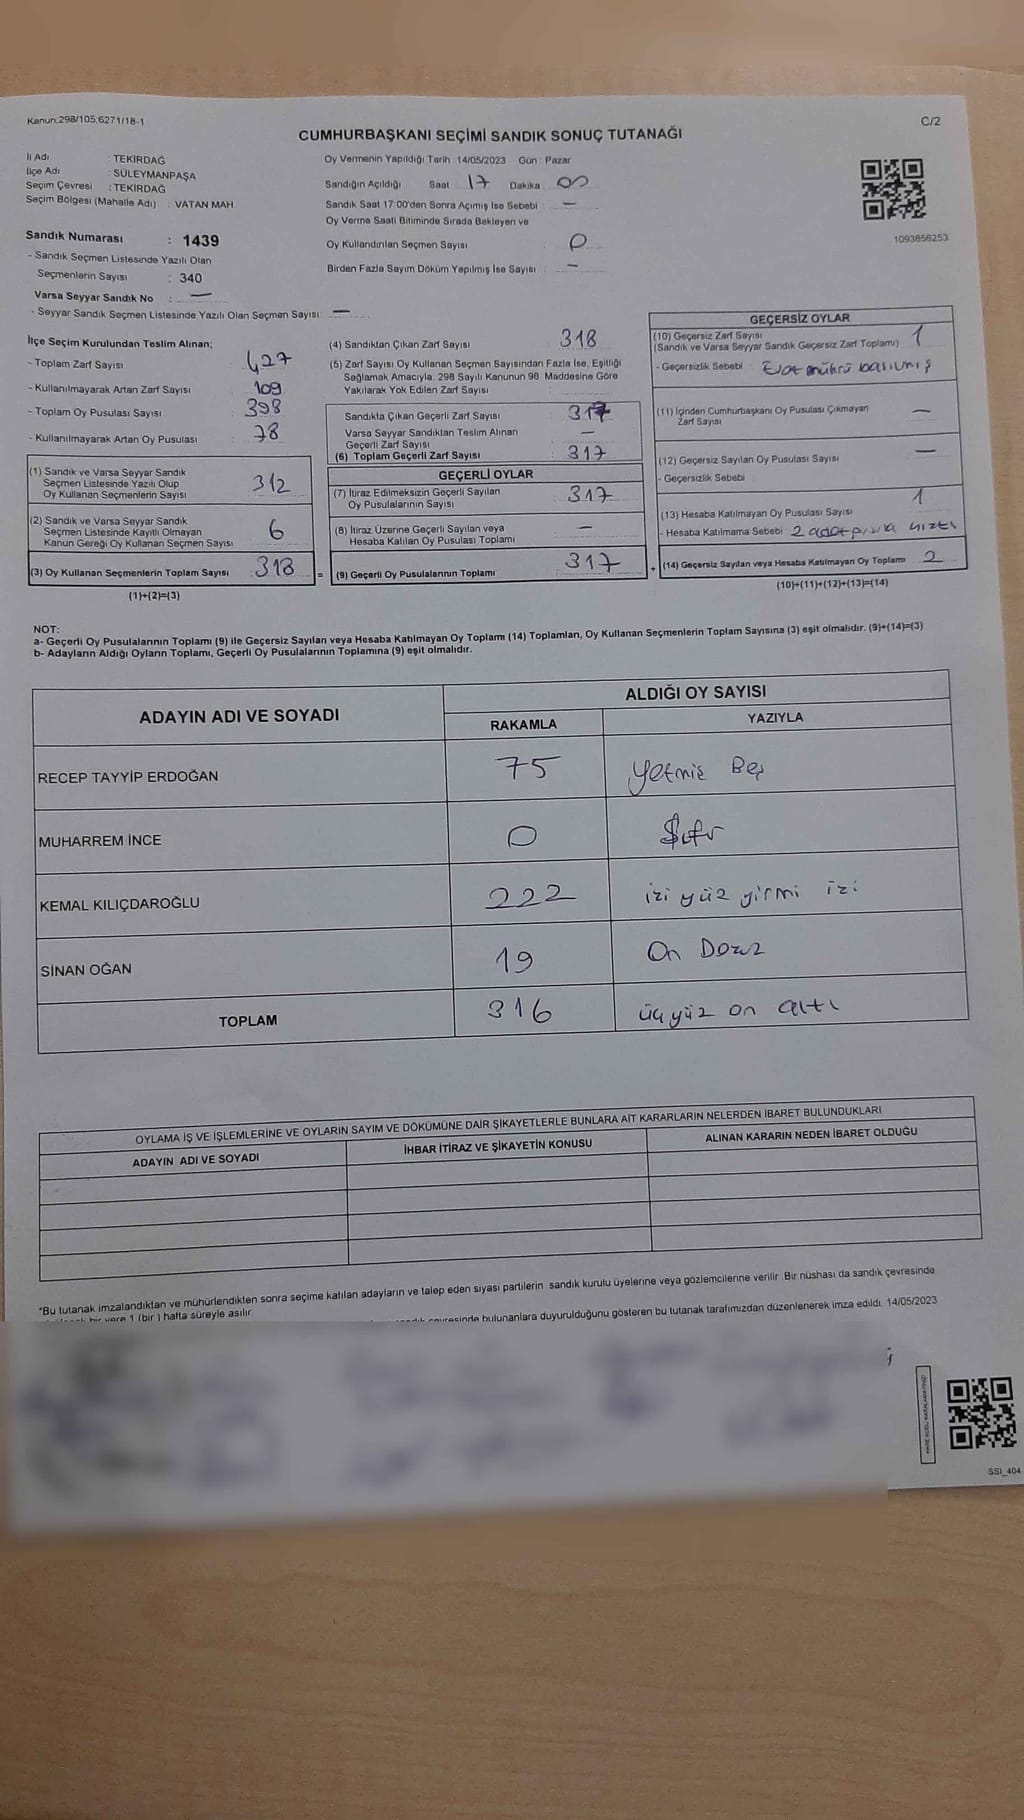 Kanun:298/105;6271/18-1
C/2
CUMHURBAŞKANI SEÇİMİ SANDIK SONUÇ TUTANAĞI
İl Adı : TEKİRDAĞ
İlçe Adı : SÜLEYMANPAŞA
Seçim Çevresi : TEKİRDAĞ
Seçim Bölgesi (Mahalle Adı) : VATAN MAH.
Oy Vermenin Yapıldığı Tarih : 14/05/2023 Gün : Pazar
Sandığın Açıldığı Saat 17 Dakika 00
Sandık Saat 17:00'den Sonra Açımış İse Sebebi : —
Oy Verme Saati Bitiminde Sırada Bekleyen ve
Oy Kullandırılan Seçmen Sayısı : 0
Birden Fazla Sayım Döküm Yapılmış İse Sayısı : —
1093856253
Sandık Numarası : 1439
- Sandık Seçmen Listesinde Yazılı Olan
Seçmenlerin Sayısı : 340
Varsa Seyyar Sandık No : —
- Seyyar Sandık Seçmen Listesinde Yazılı Olan Seçmen Sayısı : —
İlçe Seçim Kurulundan Teslim Alınan;
- Toplam Zarf Sayısı : 427
- Kullanılmayarak Artan Zarf Sayısı : 109
- Toplam Oy Pusulası Sayısı : 398
- Kullanılmayarak Artan Oy Pusulası : 78
(1) Sandık ve Varsa Seyyar Sandık
Seçmen Listesinde Yazılı Olup
Oy Kullanan Seçmenlerin Sayısı 312
(2) Sandık ve Varsa Seyyar Sandık
Seçmen Listesinde Kayıtlı Olmayan
Kanun Gereği Oy Kullanan Seçmen Sayısı 6
(3) Oy Kullanan Seçmenlerin Toplam Sayısı 318 =
(1)+(2)=(3)
(4) Sandıktan Çıkan Zarf Sayısı 318
(5) Zarf Sayısı Oy Kullanan Seçmen Sayısından Fazla İse, Eşitliği
Sağlamak Amacıyla, 298 Sayılı Kanunun 98. Maddesine Göre
Yakılarak Yok Edilen Zarf Sayısı :
Sandıkta Çıkan Geçerli Zarf Sayısı 317
Varsa Seyyar Sandıktan Teslim Alınan
Geçerli Zarf Sayısı —
(6) Toplam Geçerli Zarf Sayısı 317
GEÇERLİ OYLAR
(7) İtiraz Edilmeksizin Geçerli Sayılan
Oy Pusulalarının Sayısı 317
(8) İtiraz Üzerine Geçerli Sayılan veya
Hesaba Katılan Oy Pusulası Toplamı —
(9) Geçerli Oy Pusulalarının Toplamı 317 +
GEÇERSİZ OYLAR
(10) Geçersiz Zarf Sayısı
(Sandık ve Varsa Seyyar Sandık Geçersiz Zarf Toplamı) 1
- Geçersizlik Sebebi : Evet mührü basılmış
(11) İçinden Cumhurbaşkanı Oy Pusulası Çıkmayan
Zarf Sayısı —
(12) Geçersiz Sayılan Oy Pusulası Sayısı —
- Geçersizlik Sebebi
(13) Hesaba Katılmayan Oy Pusulası Sayısı 1
- Hesaba Katılmama Sebebi 2 adet
(14) Geçersiz Sayılan veya Hesaba Katılmayan Oy Toplamı 2
(10)+(11)+(12)+(13)=(14)
NOT:
a- Geçerli Oy Pusulalarının Toplamı (9) ile Geçersiz Sayılan veya Hesaba Katılmayan Oy Toplamı (14) Toplamları, Oy Kullanan Seçmenlerin Toplam Sayısına (3) eşit olmalıdır. (9)+(14)=(3)
b- Adayların Aldığı Oyların Toplamı, Geçerli Oy Pusulalarının Toplamına (9) eşit olmalıdır.
ADAYIN ADI VE SOYADI
ALDIĞI OY SAYISI
RAKAMLA YAZIYLA
RECEP TAYYİP ERDOĞAN 75 yetmiş Beş
MUHARREM İNCE 0 Sıfır
KEMAL KILIÇDAROĞLU 222 iki yüz yirmi iki
SİNAN OĞAN 19 On Dokuz
TOPLAM 316 üçyüz on altı
OYLAMA İŞ VE İŞLEMLERİNE VE OYLARIN SAYIM VE DÖKÜMÜNE DAİR ŞİKAYETLERLE BUNLARA AİT KARARLARIN NELERDEN İBARET BULUNDUKLARI
ADAYIN ADI VE SOYADI İHBAR İTİRAZ VE ŞİKAYETİN KONUSU ALINAN KARARIN NEDEN İBARET OLDUĞU
*Bu tutanak imzalandıktan ve mühürlendikten sonra seçime katılan adayların ve talep eden siyasi partilerin sandık kurulu üyelerine veya gözlemcilerine verilir. Bir nüshası da sandık çevresinde
bir yere 1 (bir) hafta süreyle asılır.
çevresinde bulunanlara duyurulduğunu gösteren bu tutanak tarafımızdan düzenlenerek imza edildi. 14/05/2023
SSI_404